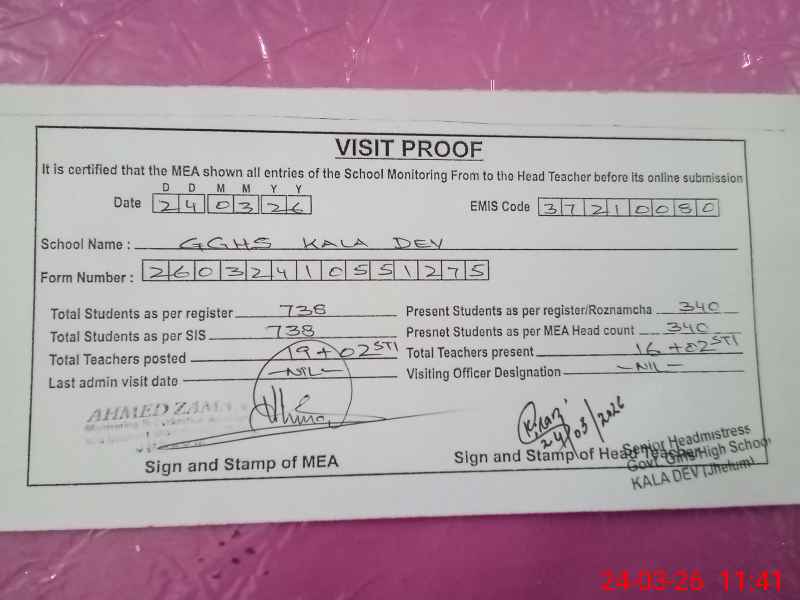 VISIT PROOF
It is certified that the MEA shown all entries of the School Monitoring From to the Head Teacher before its online submission
D D M M Y Y
Date 2 4 0 3 2 6 EMIS Code 3 7 2 1 0 0 8 0
School Name : GGHS KALA DEV
Form Number : 2 6 0 3 2 4 1 0 5 5 1 2 7 5
Total Students as per register 738 Present Students as per register/Roznamcha 340
Total Students as per SIS 738 Presnet Students as per MEA Head count 340
Total Teachers posted 19+02 STI Total Teachers present 16+02 STI
Last admin visit date -NIL- Visiting Officer Designation -NIL-
AHMED
24/03/2026
Sign and Stamp of MEA Sign and Stamp of Head Teacher
Senior Headmistress
Govt. Girls High School
KALA DEV (Jhelum)
24-03-26 11:41